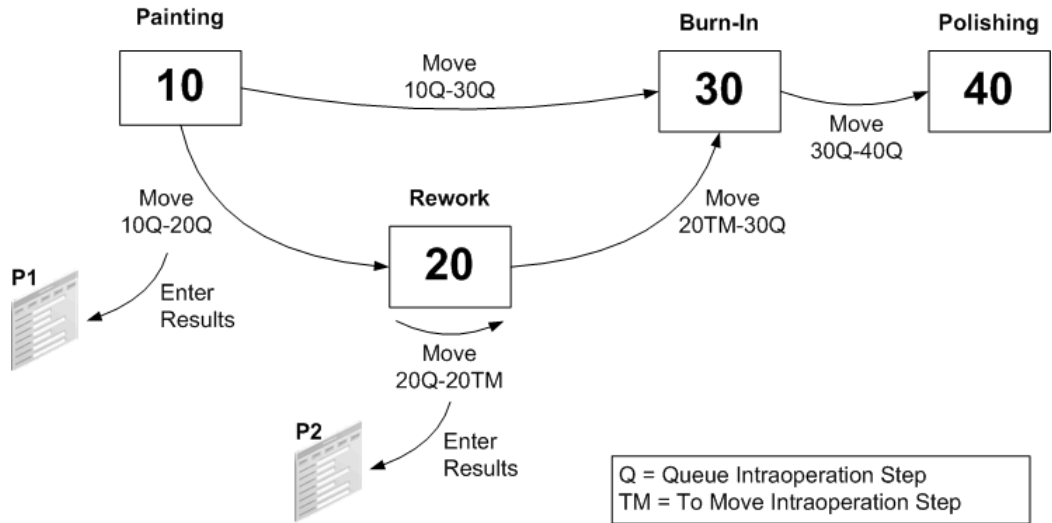 Painting
10
Move
10Q-30Q
Burn-In
30
Polishing
40
Move
30Q-40Q
Move
10Q-20Q
Rework
20
Move
20TM-30Q
P1
Enter
Results
Move
20Q-20TM
P2
Enter
Results
Q = Queue Intraoperation Step
TM = To Move Intraoperation Step